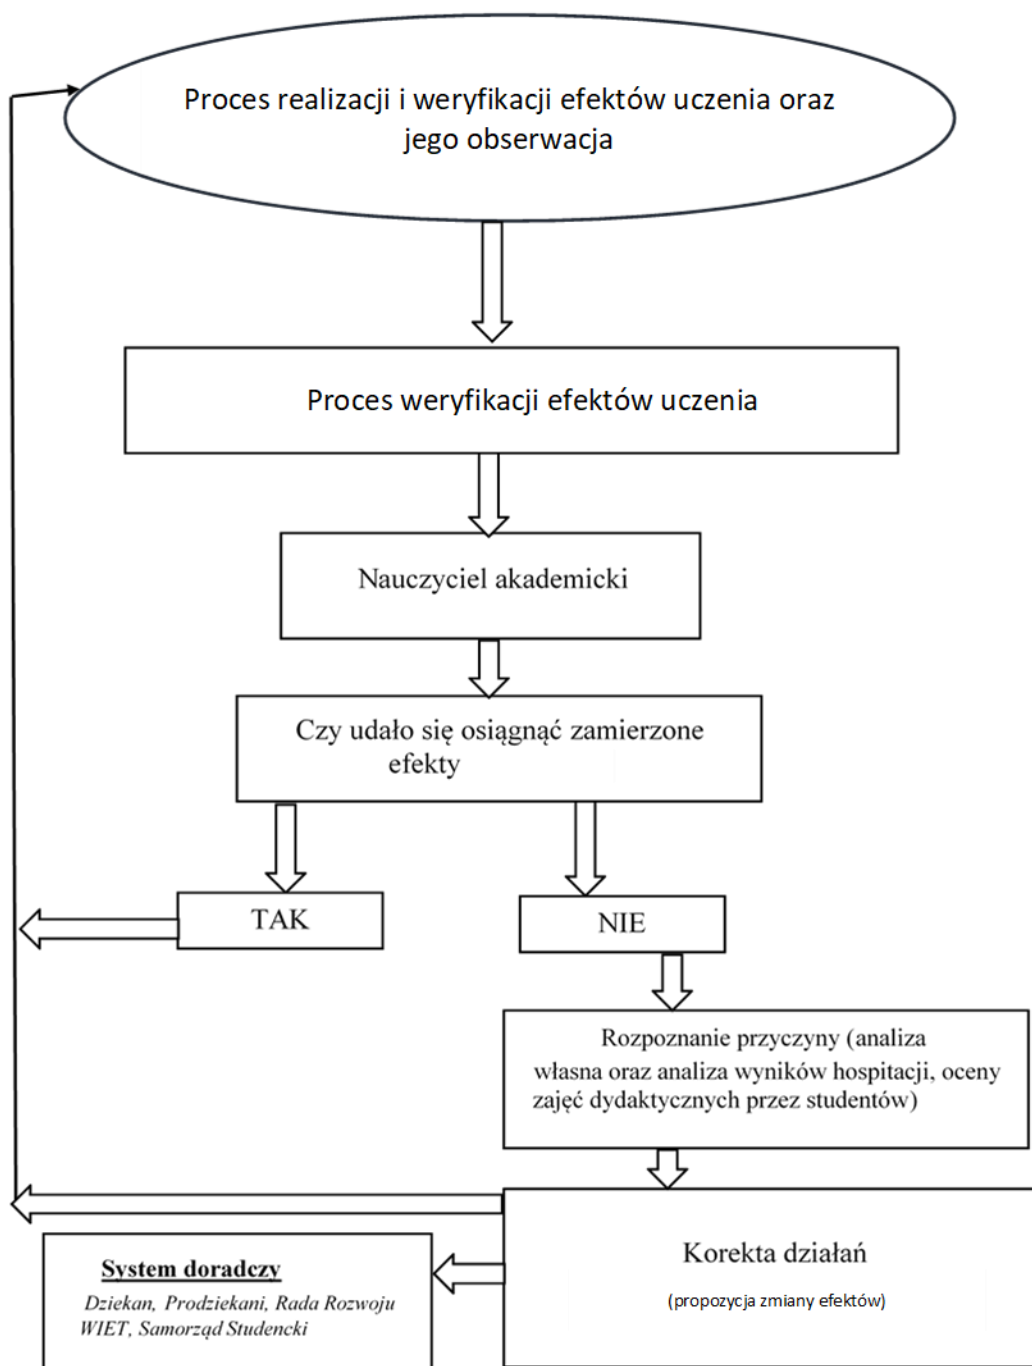 Proces realizacji i weryfikacji efektów uczenia oraz
jego obserwacja
Proces weryfikacji efektów uczenia
Nauczyciel akademicki
Czy udało się osiągnąć zamierzone
efekty
TAK
NIE
Rozpoznanie przyczyny (analiza
własna oraz analiza wyników hospitacji, oceny
zajęć dydaktycznych przez studentów)
Korekta działań
(propozycja zmiany efektów)
System doradczy
Dziekan, Prodziekani, Rada Rozwoju
WIET, Samorząd Studencki